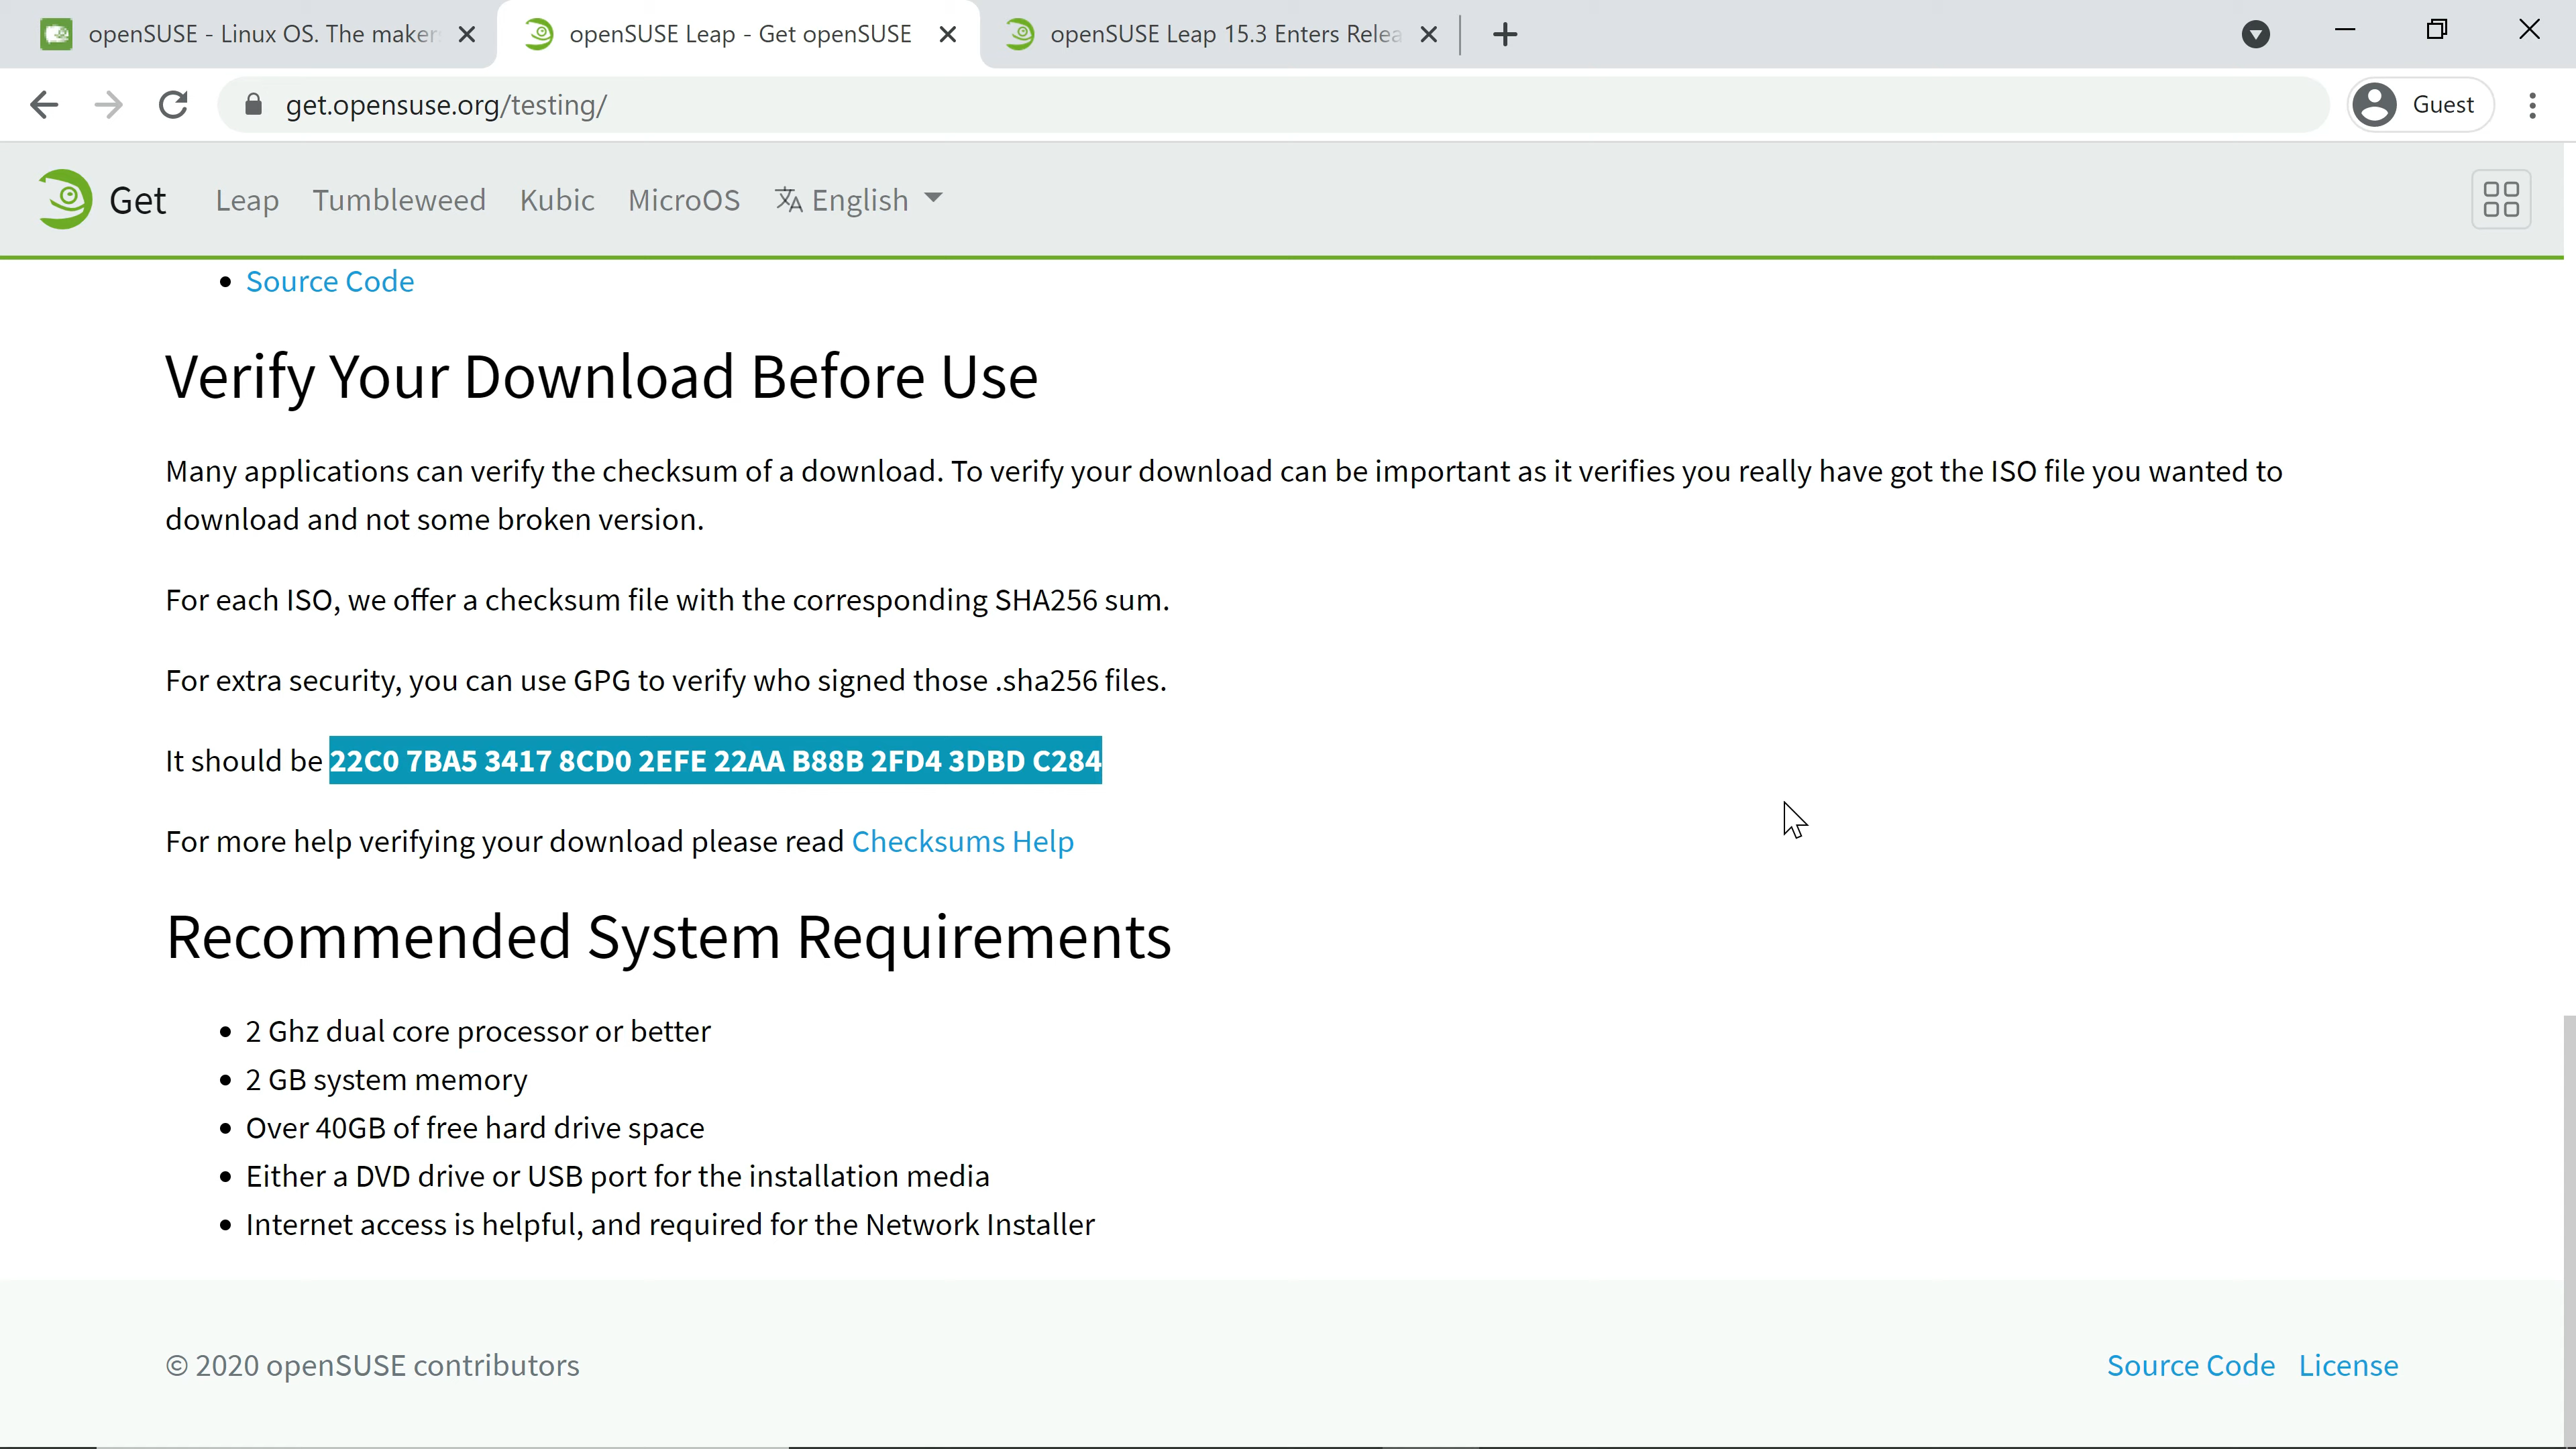 openSUSE - Linux OS. The maker
openSUSE Leap - Get openSUSE
openSUSE Leap 15.3 Enters Relea
get.opensuse.org/testing/
Guest
Get
Leap
Tumbleweed
Kubic
MicroOS
English
Source Code
Verify Your Download Before Use
Many applications can verify the checksum of a download. To verify your download can be important as it verifies you really have got the ISO file you wanted to
download and not some broken version.
For each ISO, we offer a checksum file with the corresponding SHA256 sum.
For extra security, you can use GPG to verify who signed those .sha256 files.
It should be 22C0 7BA5 3417 8CD0 2EFE 22AA B88B 2FD4 3DBD C284
For more help verifying your download please read Checksums Help
Recommended System Requirements
2 Ghz dual core processor or better
2 GB system memory
Over 40GB of free hard drive space
Either a DVD drive or USB port for the installation media
Internet access is helpful, and required for the Network Installer
© 2020 openSUSE contributors
Source Code License